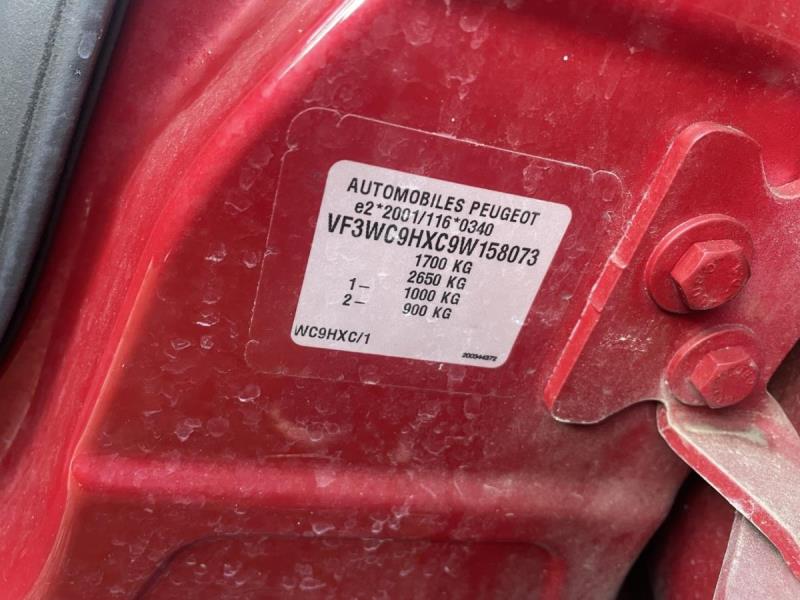 AUTOMOBILES PEUGEOT
e2*2001/116*0340
VF3WC9HXC9W158073
1700 KG
2650 KG
1– 1000 KG
2– 900 KG
WC9HXC/1